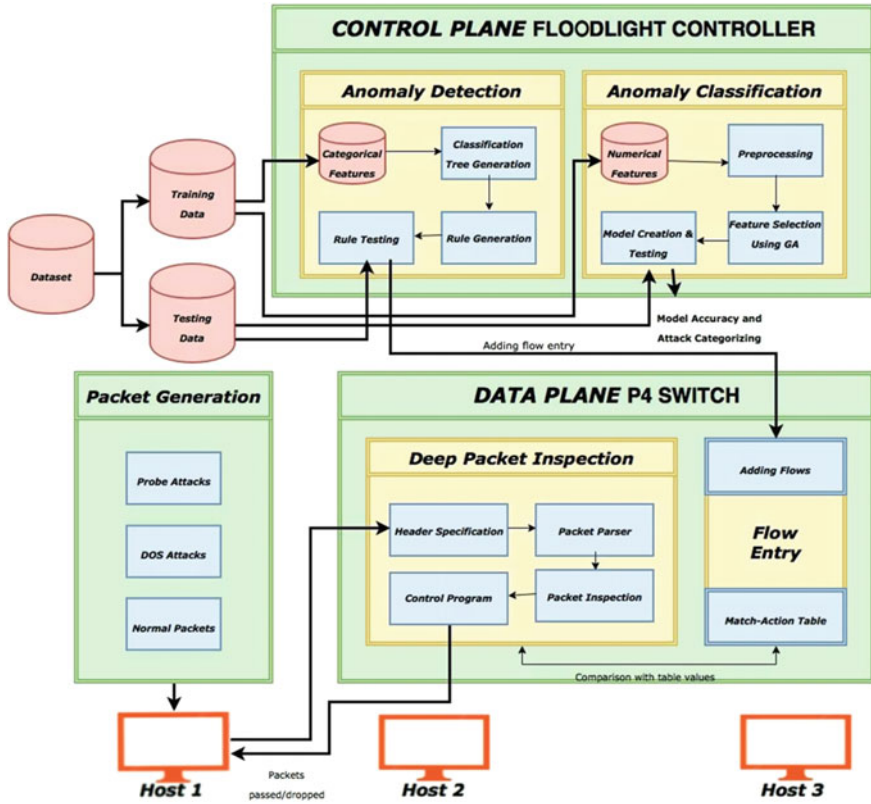 CONTROL PLANE FLOODLIGHT CONTROLLER
Anomaly Detection
Anomaly Classification
Categorical
Features
Classification
Tree Generation
Numerical
Features
Preprocessing
Training
Data
Rule Testing
Rule Generation
Model Creation &
Testing
Feature Selection
Using GA
Dataset
Testing
Data
Model Accuracy and
Attack Categorizing
Adding flow entry
Packet Generation
DATA PLANE P4 SWITCH
Deep Packet Inspection
Probe Attacks
Adding Flows
Header Specification
Packet Parser
Flow
Entry
DOS Attacks
Control Program
Packet Inspection
Normal Packets
Match-Action Table
Comparison with table values
Packets
passed/dropped
Host 1
Host 2
Host 3